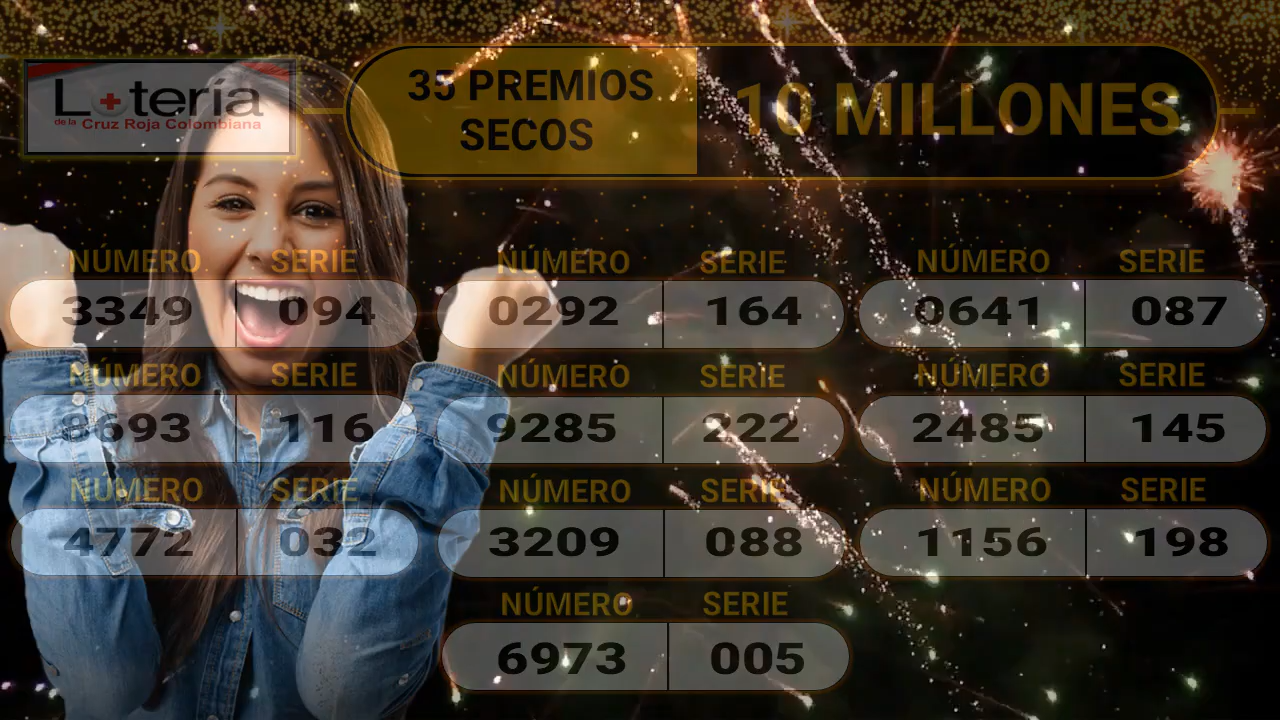 Lotería
de la Cruz Roja Colombiana
35 PREMIOS
SECOS
10 MILLONES
NÚMERO SERIE NÚMERO SERIE NÚMERO SERIE
3349 094 0292 164 0641 087
NÚMERO SERIE NÚMERO SERIE NÚMERO SERIE
8693 116 9285 222 2485 145
NÚMERO SERIE NÚMERO SERIE NÚMERO SERIE
4772 032 3209 088 1156 198
NÚMERO SERIE
6973 005